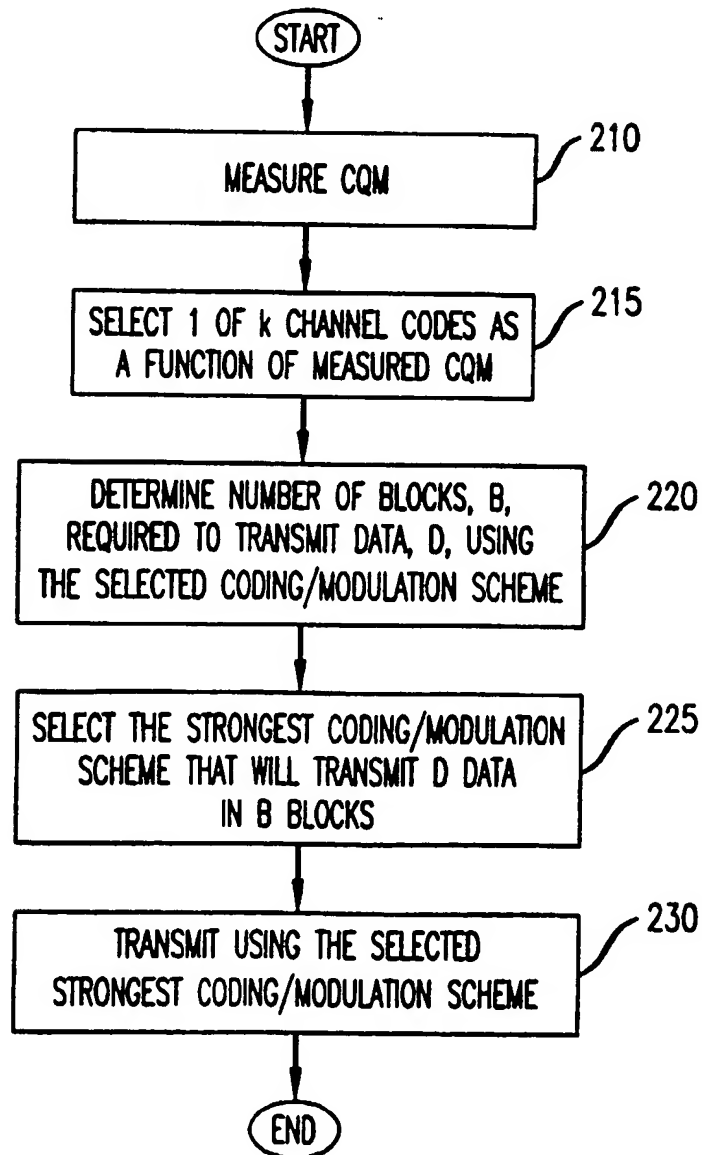 START
MEASURE CQM
210
SELECT 1 OF k CHANNEL CODES AS
A FUNCTION OF MEASURED CQM
215
DETERMINE NUMBER OF BLOCKS, B,
REQUIRED TO TRANSMIT DATA, D, USING
THE SELECTED CODING/MODULATION SCHEME
220
SELECT THE STRONGEST CODING/MODULATION
SCHEME THAT WILL TRANSMIT D DATA
IN B BLOCKS
225
TRANSMIT USING THE SELECTED
STRONGEST CODING/MODULATION SCHEME
230
END